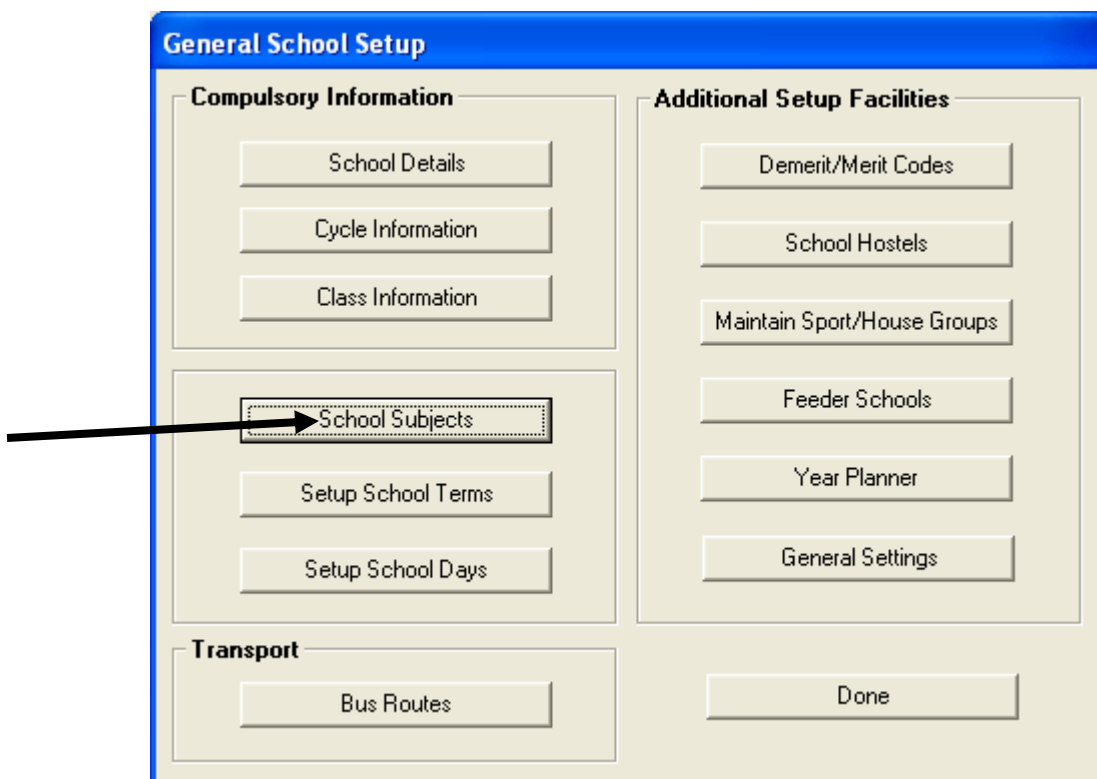 General School Setup
Compulsory Information
School Details
Cycle Information
Class Information
School Subjects
Setup School Terms
Setup School Days
Transport
Bus Routes
Additional Setup Facilities
Demerit/Merit Codes
School Hostels
Maintain Sport/House Groups
Feeder Schools
Year Planner
General Settings
Done